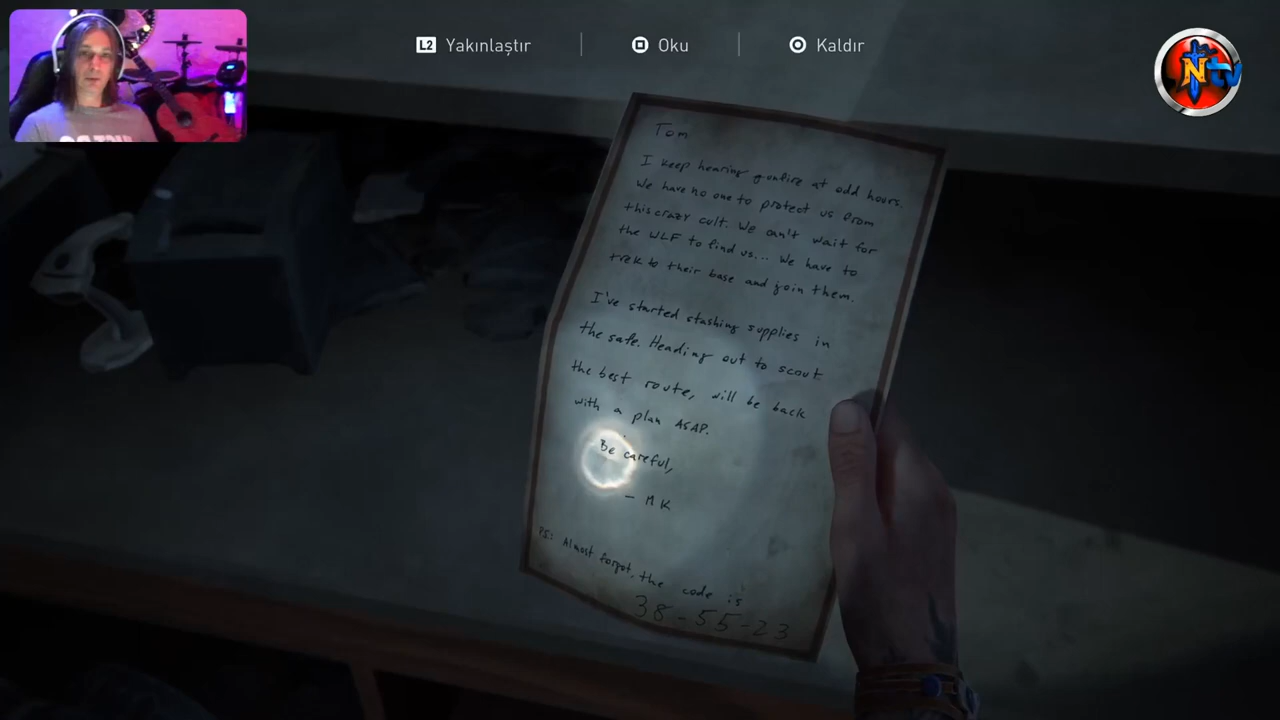 L2 Yakınlaştır
Oku
Kaldır
N tv
Tom
I keep hearing gunfire at odd hours.
We have no one to protect us from
this crazy cult. We can't wait for
the WLF to find us... We have to
trek to their base and join them.
I've started stashing supplies in
the safe. Heading out to scout
the best route, will be back
with a plan ASAP.
Be careful,
- MK
PS: Almost forgot, the code is
38-55-23